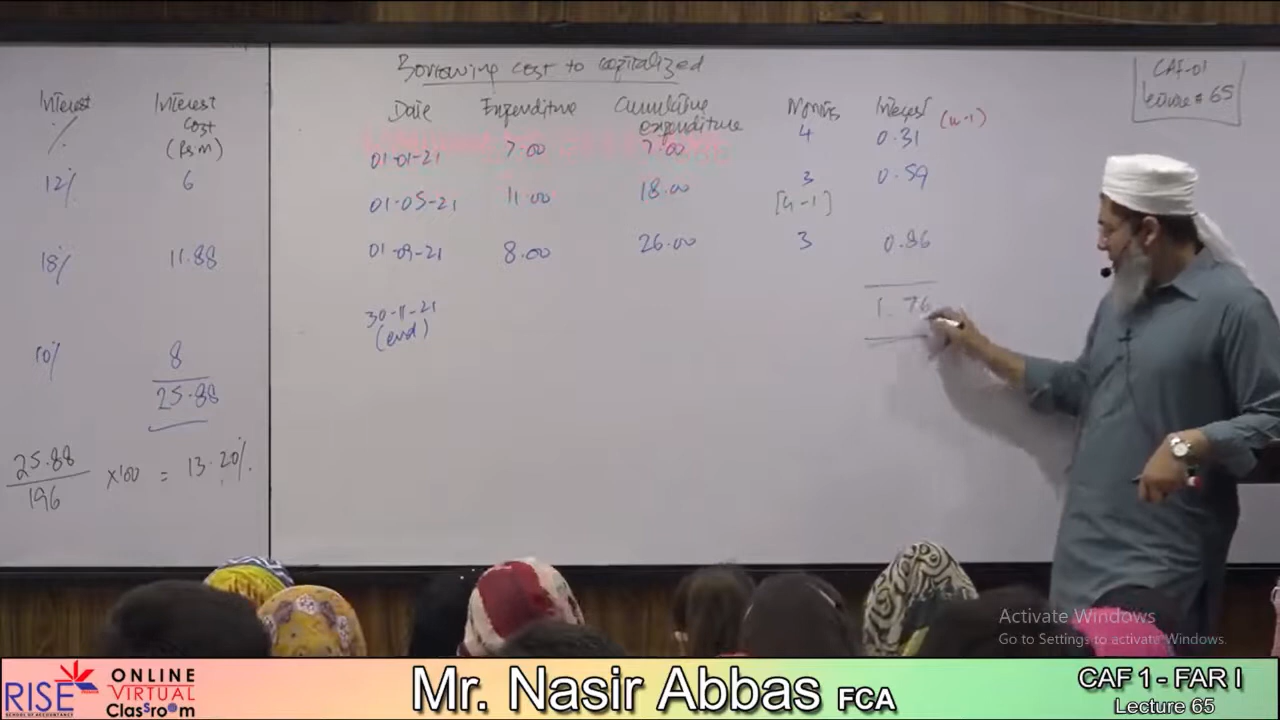 Borrowing cost to capitalized
CAF-01
Lecture # 65
Interest
%
Interest
cost
(Rs m)
12% 6
18% 11.88
10% 8
25.88
25.88
196
x100 = 13.20%
Date Expenditure Cumulative
expenditure
Months Interest (W-1)
01-01-21 7.00 7.00 4 0.31
01-05-21 11.00 18.00 3 0.59
[4-1]
01-09-21 8.00 26.00 3 0.86
30-11-21
(end)
1.76
Activate Windows
Go to Settings to activate Windows.
RISE
SCHOOL OF ACCOUNTANCY
ONLINE
VIRTUAL
ClassRoom
Mr. Nasir Abbas FCA
CAF 1 - FAR I
Lecture 65